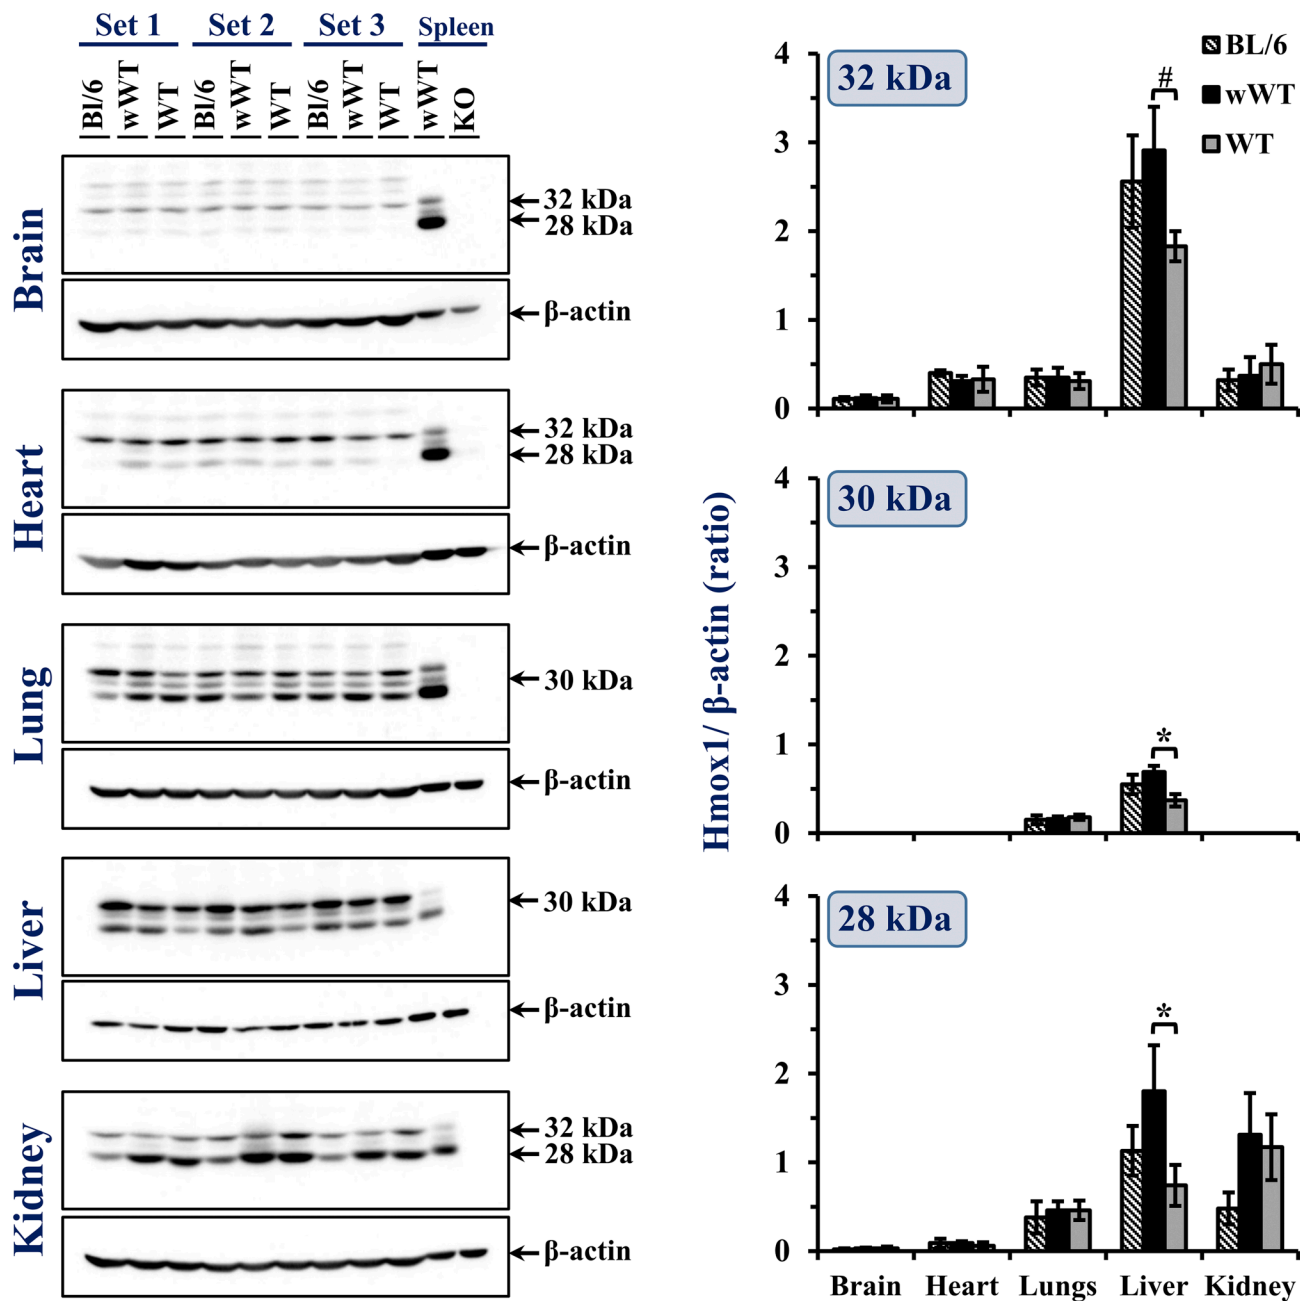 Set 1 Set 2 Set 3 Spleen
Bl/6 wWT WT Bl/6 wWT WT Bl/6 wWT WT wWT KO
Brain
32 kDa
28 kDa
β-actin
Heart
32 kDa
28 kDa
β-actin
Lung
30 kDa
β-actin
Liver
30 kDa
β-actin
Kidney
32 kDa
28 kDa
β-actin
Hmox1/ β-actin (ratio)
32 kDa
BL/6
wWT
WT
#
4
3
2
1
0
30 kDa
*
4
3
2
1
0
28 kDa
*
4
3
2
1
0
Brain Heart Lungs Liver Kidney